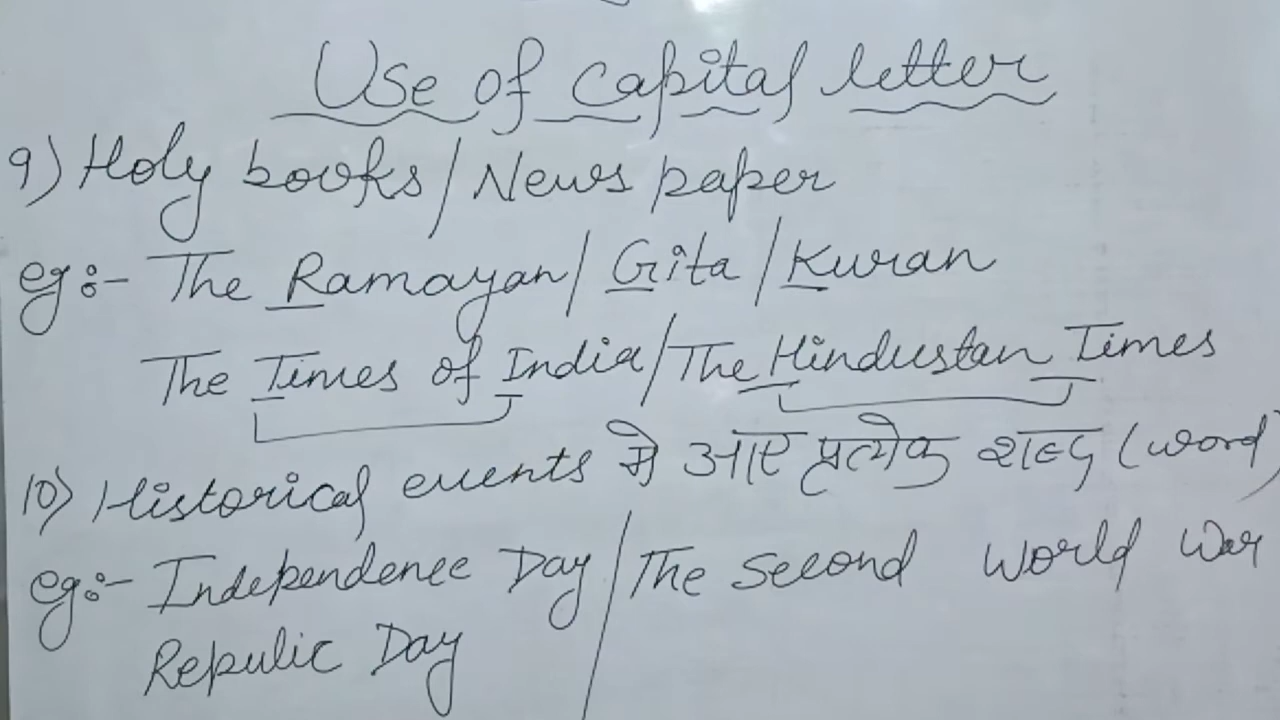 Use of Capital letter
9) Holy books/News paper
eg:- The Ramayan/Gita/Kuran
The Times of India/The Hindustan Times
10) Historical events मे आए प्रत्येक शब्द (word)
eg:- Independence Day/The Second World War
Repulic Day